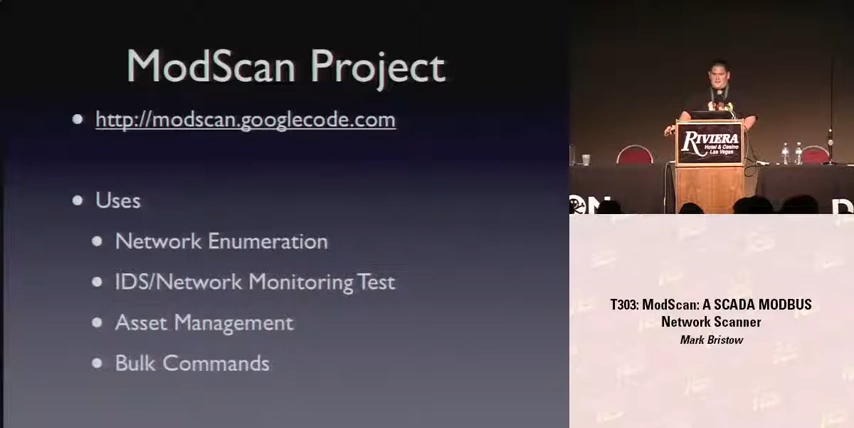 ModScan Project
• http://modscan.googlecode.com
• Uses
• Network Enumeration
• IDS/Network Monitoring Test
• Asset Management
• Bulk Commands
RIVIERA
Hotel & Casino
Las Vegas
T303: ModScan: A SCADA MODBUS
Network Scanner
Mark Bristow